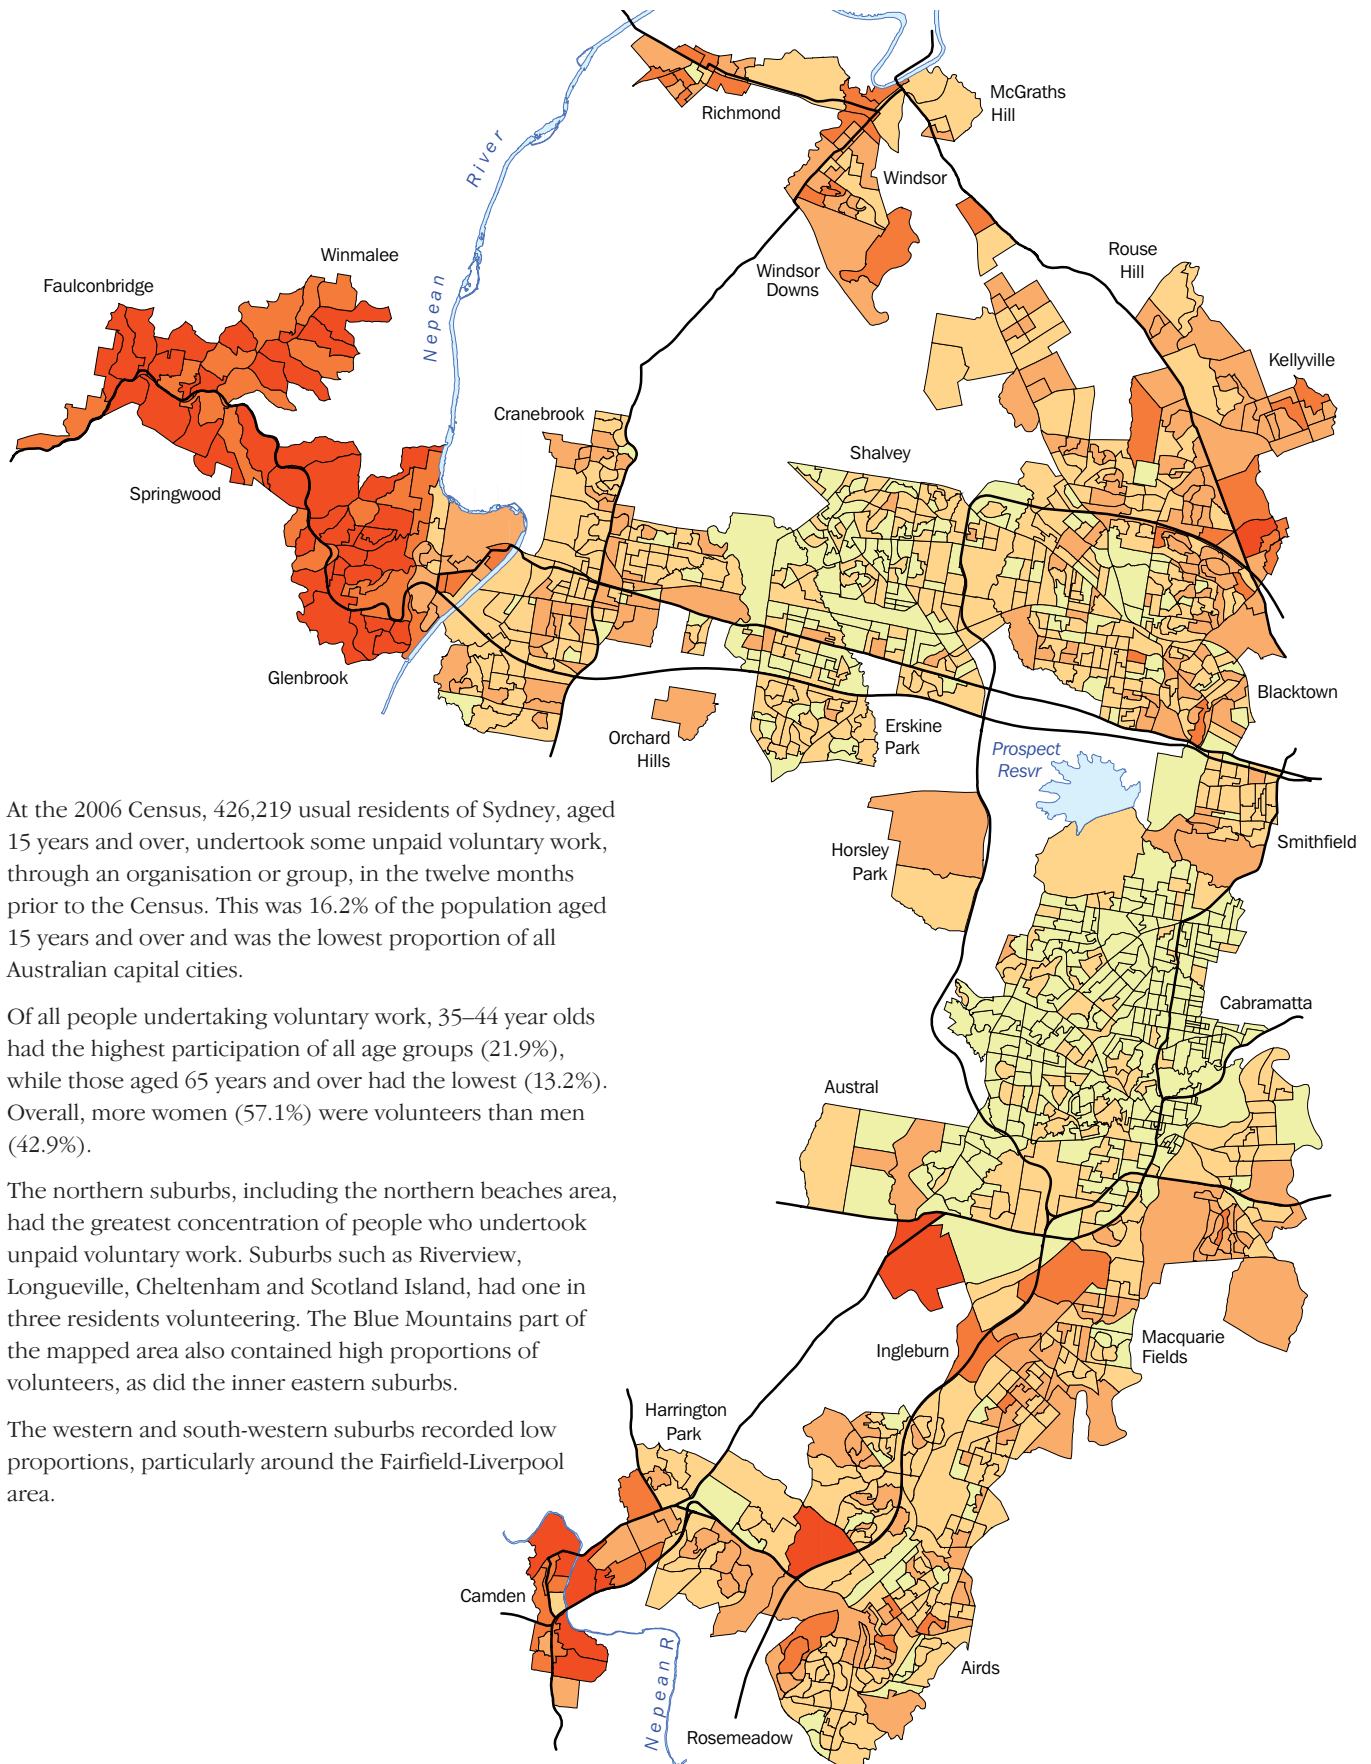 McGraths
Hill
Richmond
River
Windsor
Rouse
Hill
Winmalee
Windsor
Downs
Faulconbridge
Nepean
Kellyville
Cranebrook
Shalvey
Springwood
Glenbrook
Blacktown
Orchard
Hills
Erskine
Park
Prospect
Resvr
At the 2006 Census, 426,219 usual residents of Sydney, aged
15 years and over, undertook some unpaid voluntary work,
through an organisation or group, in the twelve months
prior to the Census. This was 16.2% of the population aged
15 years and over and was the lowest proportion of all
Australian capital cities.
Of all people undertaking voluntary work, 35–44 year olds
had the highest participation of all age groups (21.9%),
while those aged 65 years and over had the lowest (13.2%).
Overall, more women (57.1%) were volunteers than men
(42.9%).
The northern suburbs, including the northern beaches area,
had the greatest concentration of people who undertook
unpaid voluntary work. Suburbs such as Riverview,
Longueville, Cheltenham and Scotland Island, had one in
three residents volunteering. The Blue Mountains part of
the mapped area also contained high proportions of
volunteers, as did the inner eastern suburbs.
The western and south-western suburbs recorded low
proportions, particularly around the Fairfield-Liverpool
area.
Horsley
Park
Smithfield
Cabramatta
Austral
Ingleburn
Macquarie
Fields
Harrington
Park
Camden
Airds
Nepean R
Rosemeadow